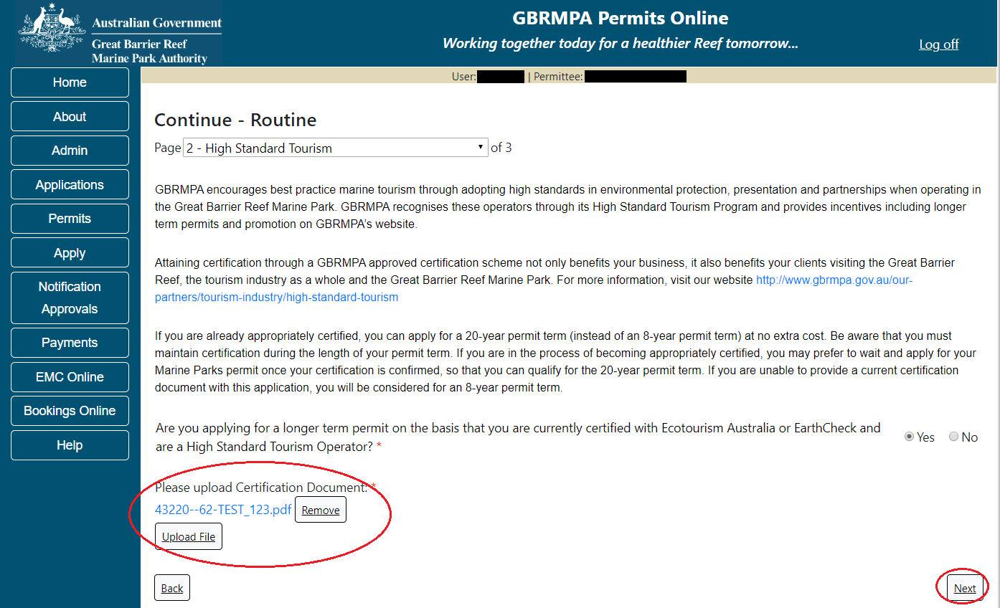 Australian Government
Great Barrier Reef
Marine Park Authority
GBRMPA Permits Online
Working together today for a healthier Reef tomorrow...
Log off
User: | Permittee:
Home
About
Admin
Applications
Permits
Apply
Notification
Approvals
Payments
EMC Online
Bookings Online
Help
Continue - Routine
Page 2 - High Standard Tourism of 3
GBRMPA encourages best practice marine tourism through adopting high standards in environmental protection, presentation and partnerships when operating in
the Great Barrier Reef Marine Park. GBRMPA recognises these operators through its High Standard Tourism Program and provides incentives including longer
term permits and promotion on GBRMPA's website.
Attaining certification through a GBRMPA approved certification scheme not only benefits your business, it also benefits your clients visiting the Great Barrier
Reef, the tourism industry as a whole and the Great Barrier Reef Marine Park. For more information, visit our website http://www.gbrmpa.gov.au/our-
partners/tourism-industry/high-standard-tourism
If you are already appropriately certified, you can apply for a 20-year permit term (instead of an 8-year permit term) at no extra cost. Be aware that you must
maintain certification during the length of your permit term. If you are in the process of becoming appropriately certified, you may prefer to wait and apply for your
Marine Parks permit once your certification is confirmed, so that you can qualify for the 20-year permit term. If you are unable to provide a current certification
document with this application, you will be considered for an 8-year permit term.
Are you applying for a longer term permit on the basis that you are currently certified with Ecotourism Australia or EarthCheck and
are a High Standard Tourism Operator? *
Yes No
Please upload Certification Document: *
43220--62-TEST_123.pdf Remove
Upload File
Back
Next